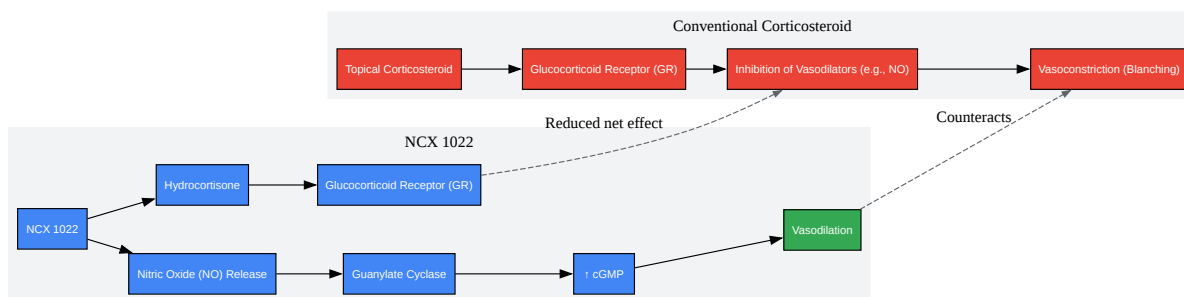 Conventional Corticosteroid
Topical Corticosteroid
Glucocorticoid Receptor (GR)
Inhibition of Vasodilators (e.g., NO)
Vasoconstriction (Blanching)
Reduced net effect
Counteracts
NCX 1022
Hydrocortisone
Glucocorticoid Receptor (GR)
NCX 1022
Vasodilation
Nitric Oxide (NO) Release
Guanylate Cyclase
↑ cGMP